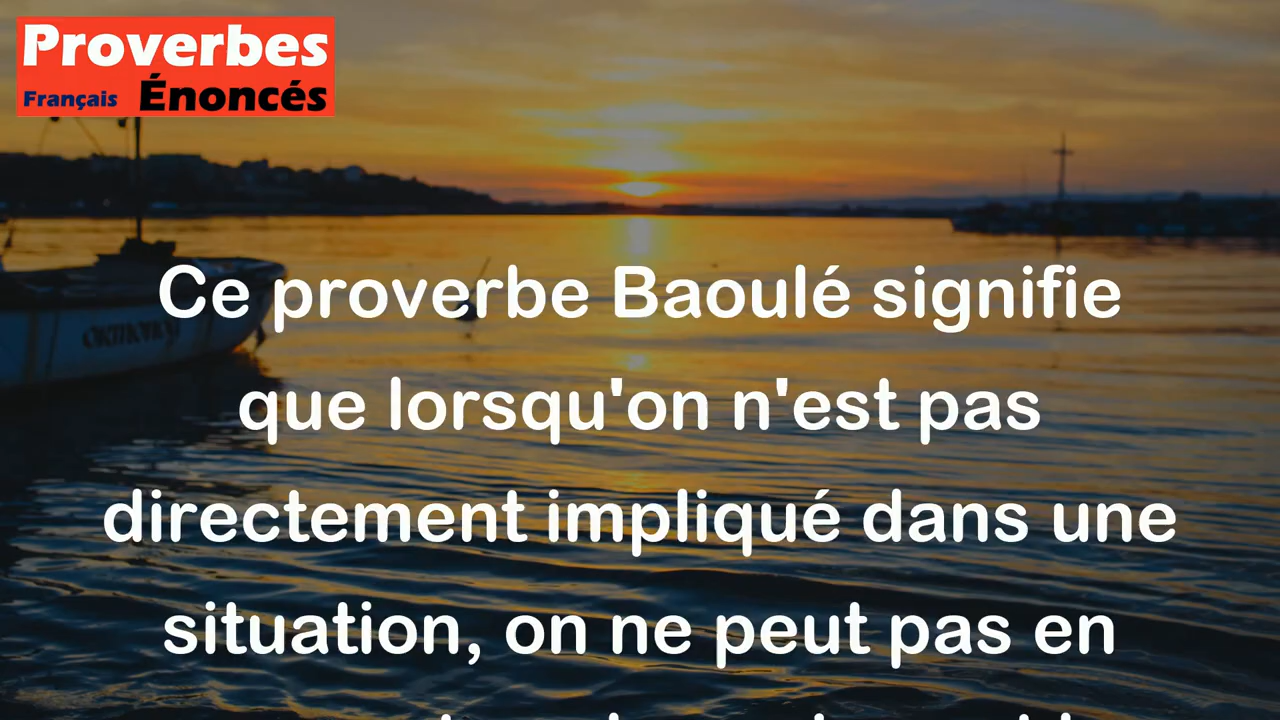 Proverbes
Français Énoncés
Ce proverbe Baoulé signifie
que lorsqu'on n'est pas
directement impliqué dans une
situation, on ne peut pas en